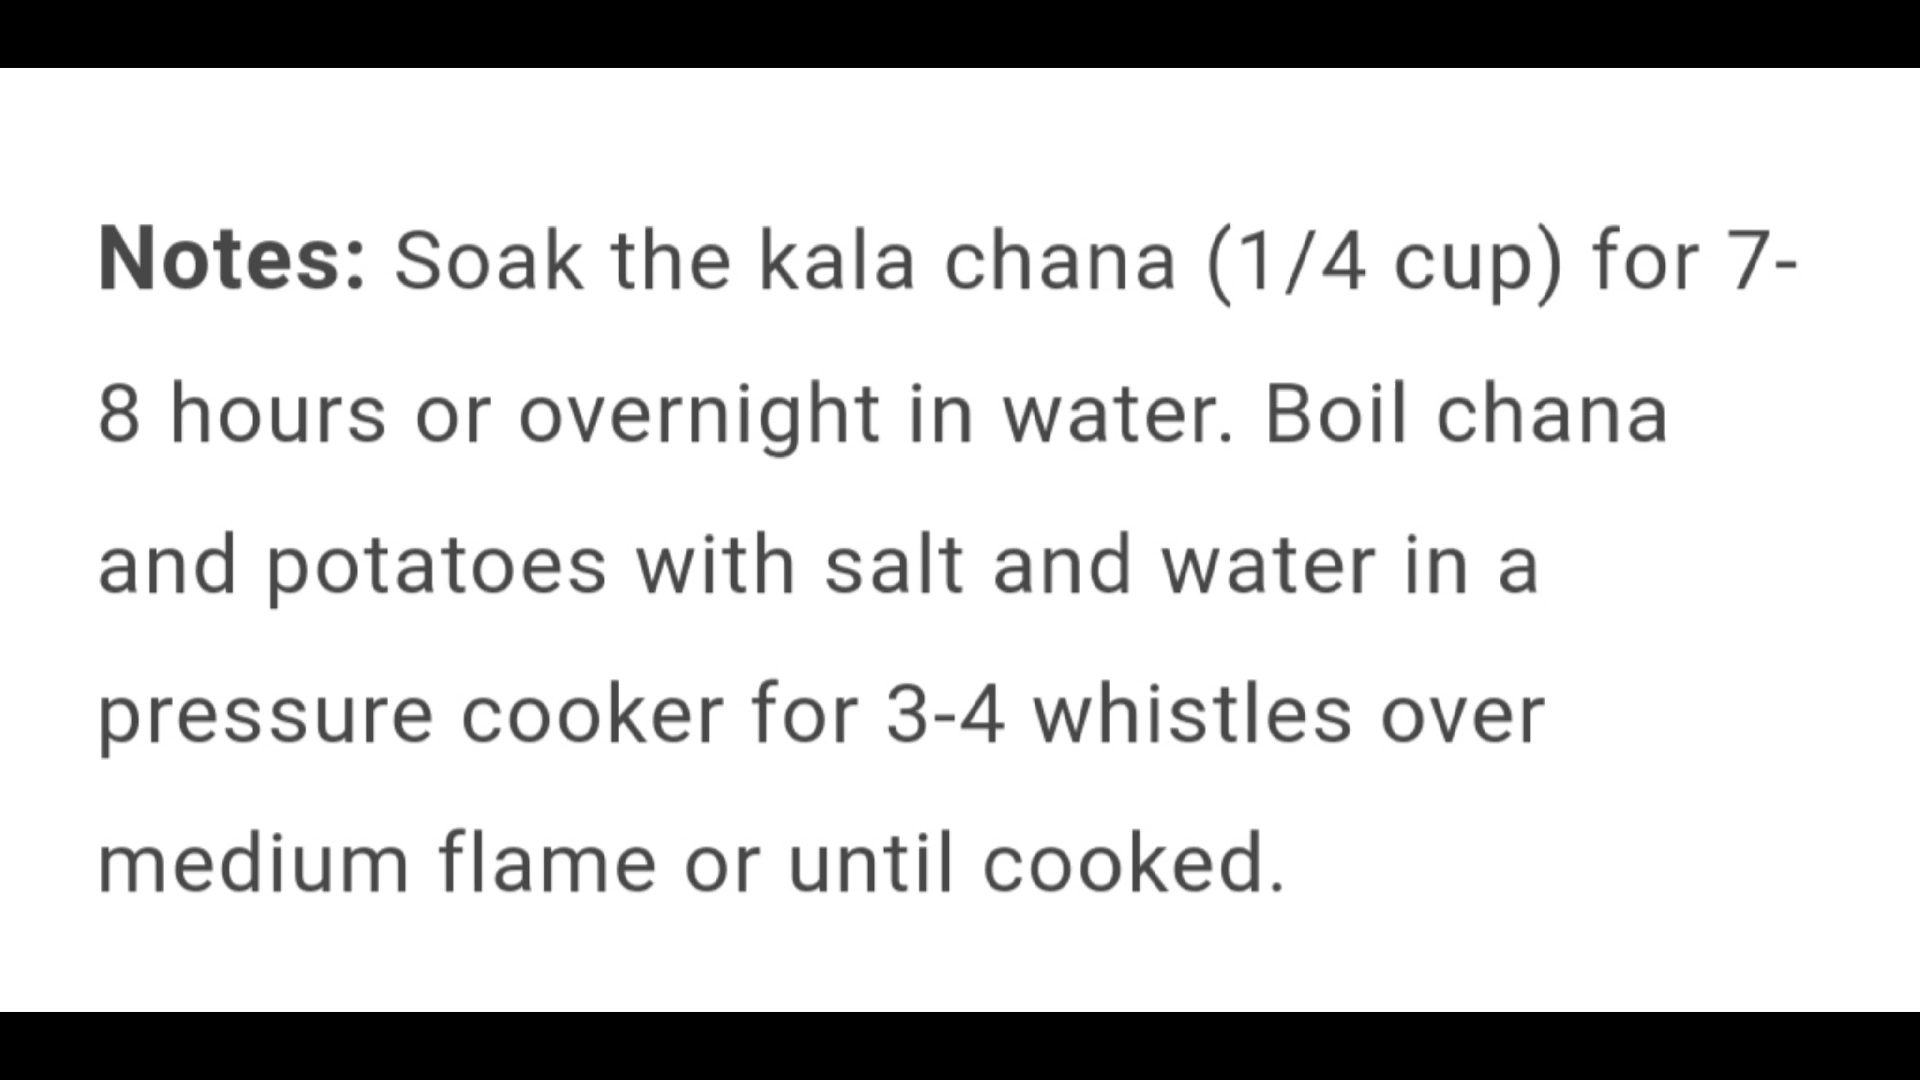 Notes: Soak the kala chana (1/4 cup) for 7-
8 hours or overnight in water. Boil chana
and potatoes with salt and water in a
pressure cooker for 3-4 whistles over
medium flame or until cooked.